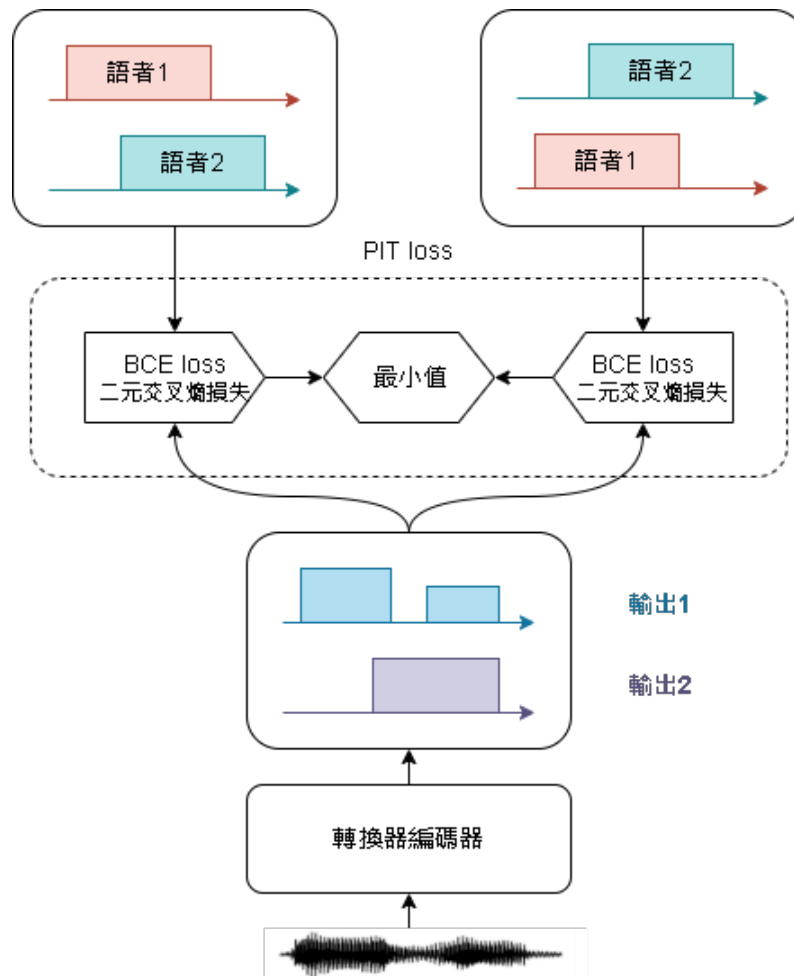 語者1
語者2
語者2
語者1
PIT loss
BCE loss
二元交叉熵損失
最小值
BCE loss
二元交叉熵損失
輸出1
輸出2
轉換器編碼器